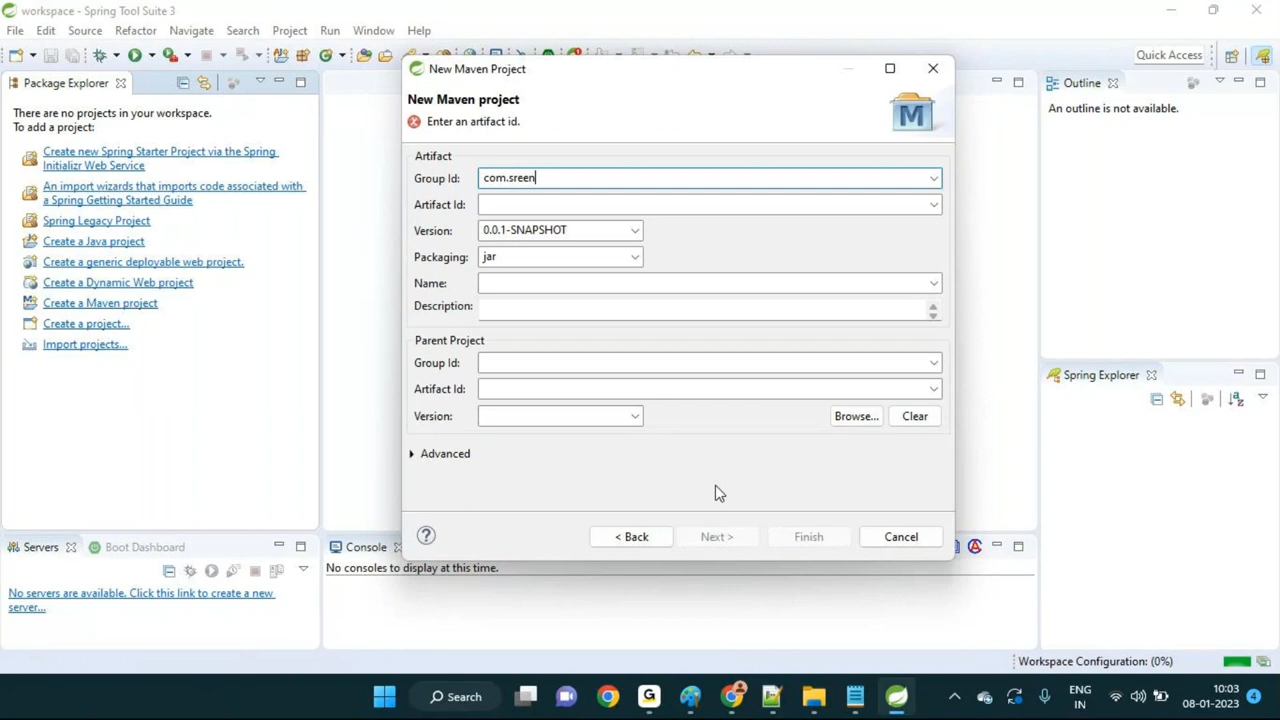 workspace - Spring Tool Suite 3
File Edit Source Refactor Navigate Search Project Run Window Help
Quick Access
Package Explorer
There are no projects in your workspace.
To add a project:
Create new Spring Starter Project via the Spring
Initializr Web Service
An import wizards that imports code associated with
a Spring Getting Started Guide
Spring Legacy Project
Create a Java project
Create a generic deployable web project.
Create a Dynamic Web project
Create a Maven project
Create a project...
Import projects...
New Maven Project
New Maven project
Enter an artifact id.
M
Artifact
Group Id: com.sreen
Artifact Id:
Version: 0.0.1-SNAPSHOT
Packaging: jar
Name:
Description:
Parent Project
Group Id:
Artifact Id:
Version:
Browse... Clear
Advanced
? < Back Next > Finish Cancel
Outline
An outline is not available.
Spring Explorer
Servers Boot Dashboard
No servers are available. Click this link to create a new
server...
Console
No consoles to display at this time.
Workspace Configuration: (0%)
Search
ENG
IN
10:03
08-01-2023
4